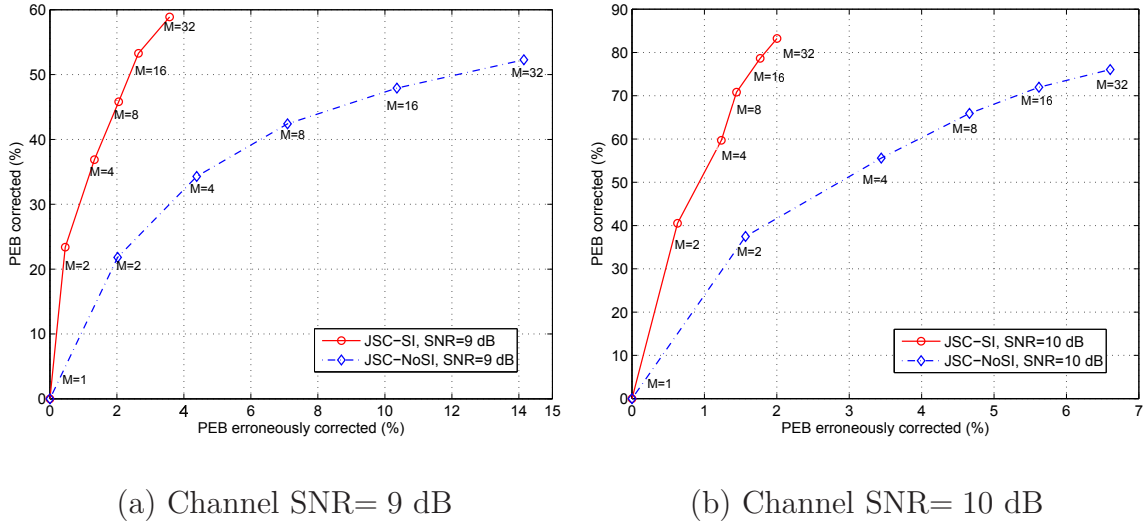 60
50
40
30
20
10
0
PEB corrected (%)
M=32
M=16
M=8
M=4
M=2
M=1
M=2
M=4
M=8
M=16
M=32
JSC−SI, SNR=9 dB
JSC−NoSI, SNR=9 dB
0 2 4 6 8 10 12 14 15
PEB erroneously corrected (%)
(a) Channel SNR= 9 dB
90
80
70
60
50
40
30
20
10
0
PEB corrected (%)
M=32
M=16
M=8
M=4
M=2
M=1
M=2
M=4
M=8
M=16
M=32
JSC−SI, SNR=10 dB
JSC−NoSI, SNR=10 dB
0 1 2 3 4 5 6 7
PEB erroneously corrected (%)
(b) Channel SNR= 10 dB